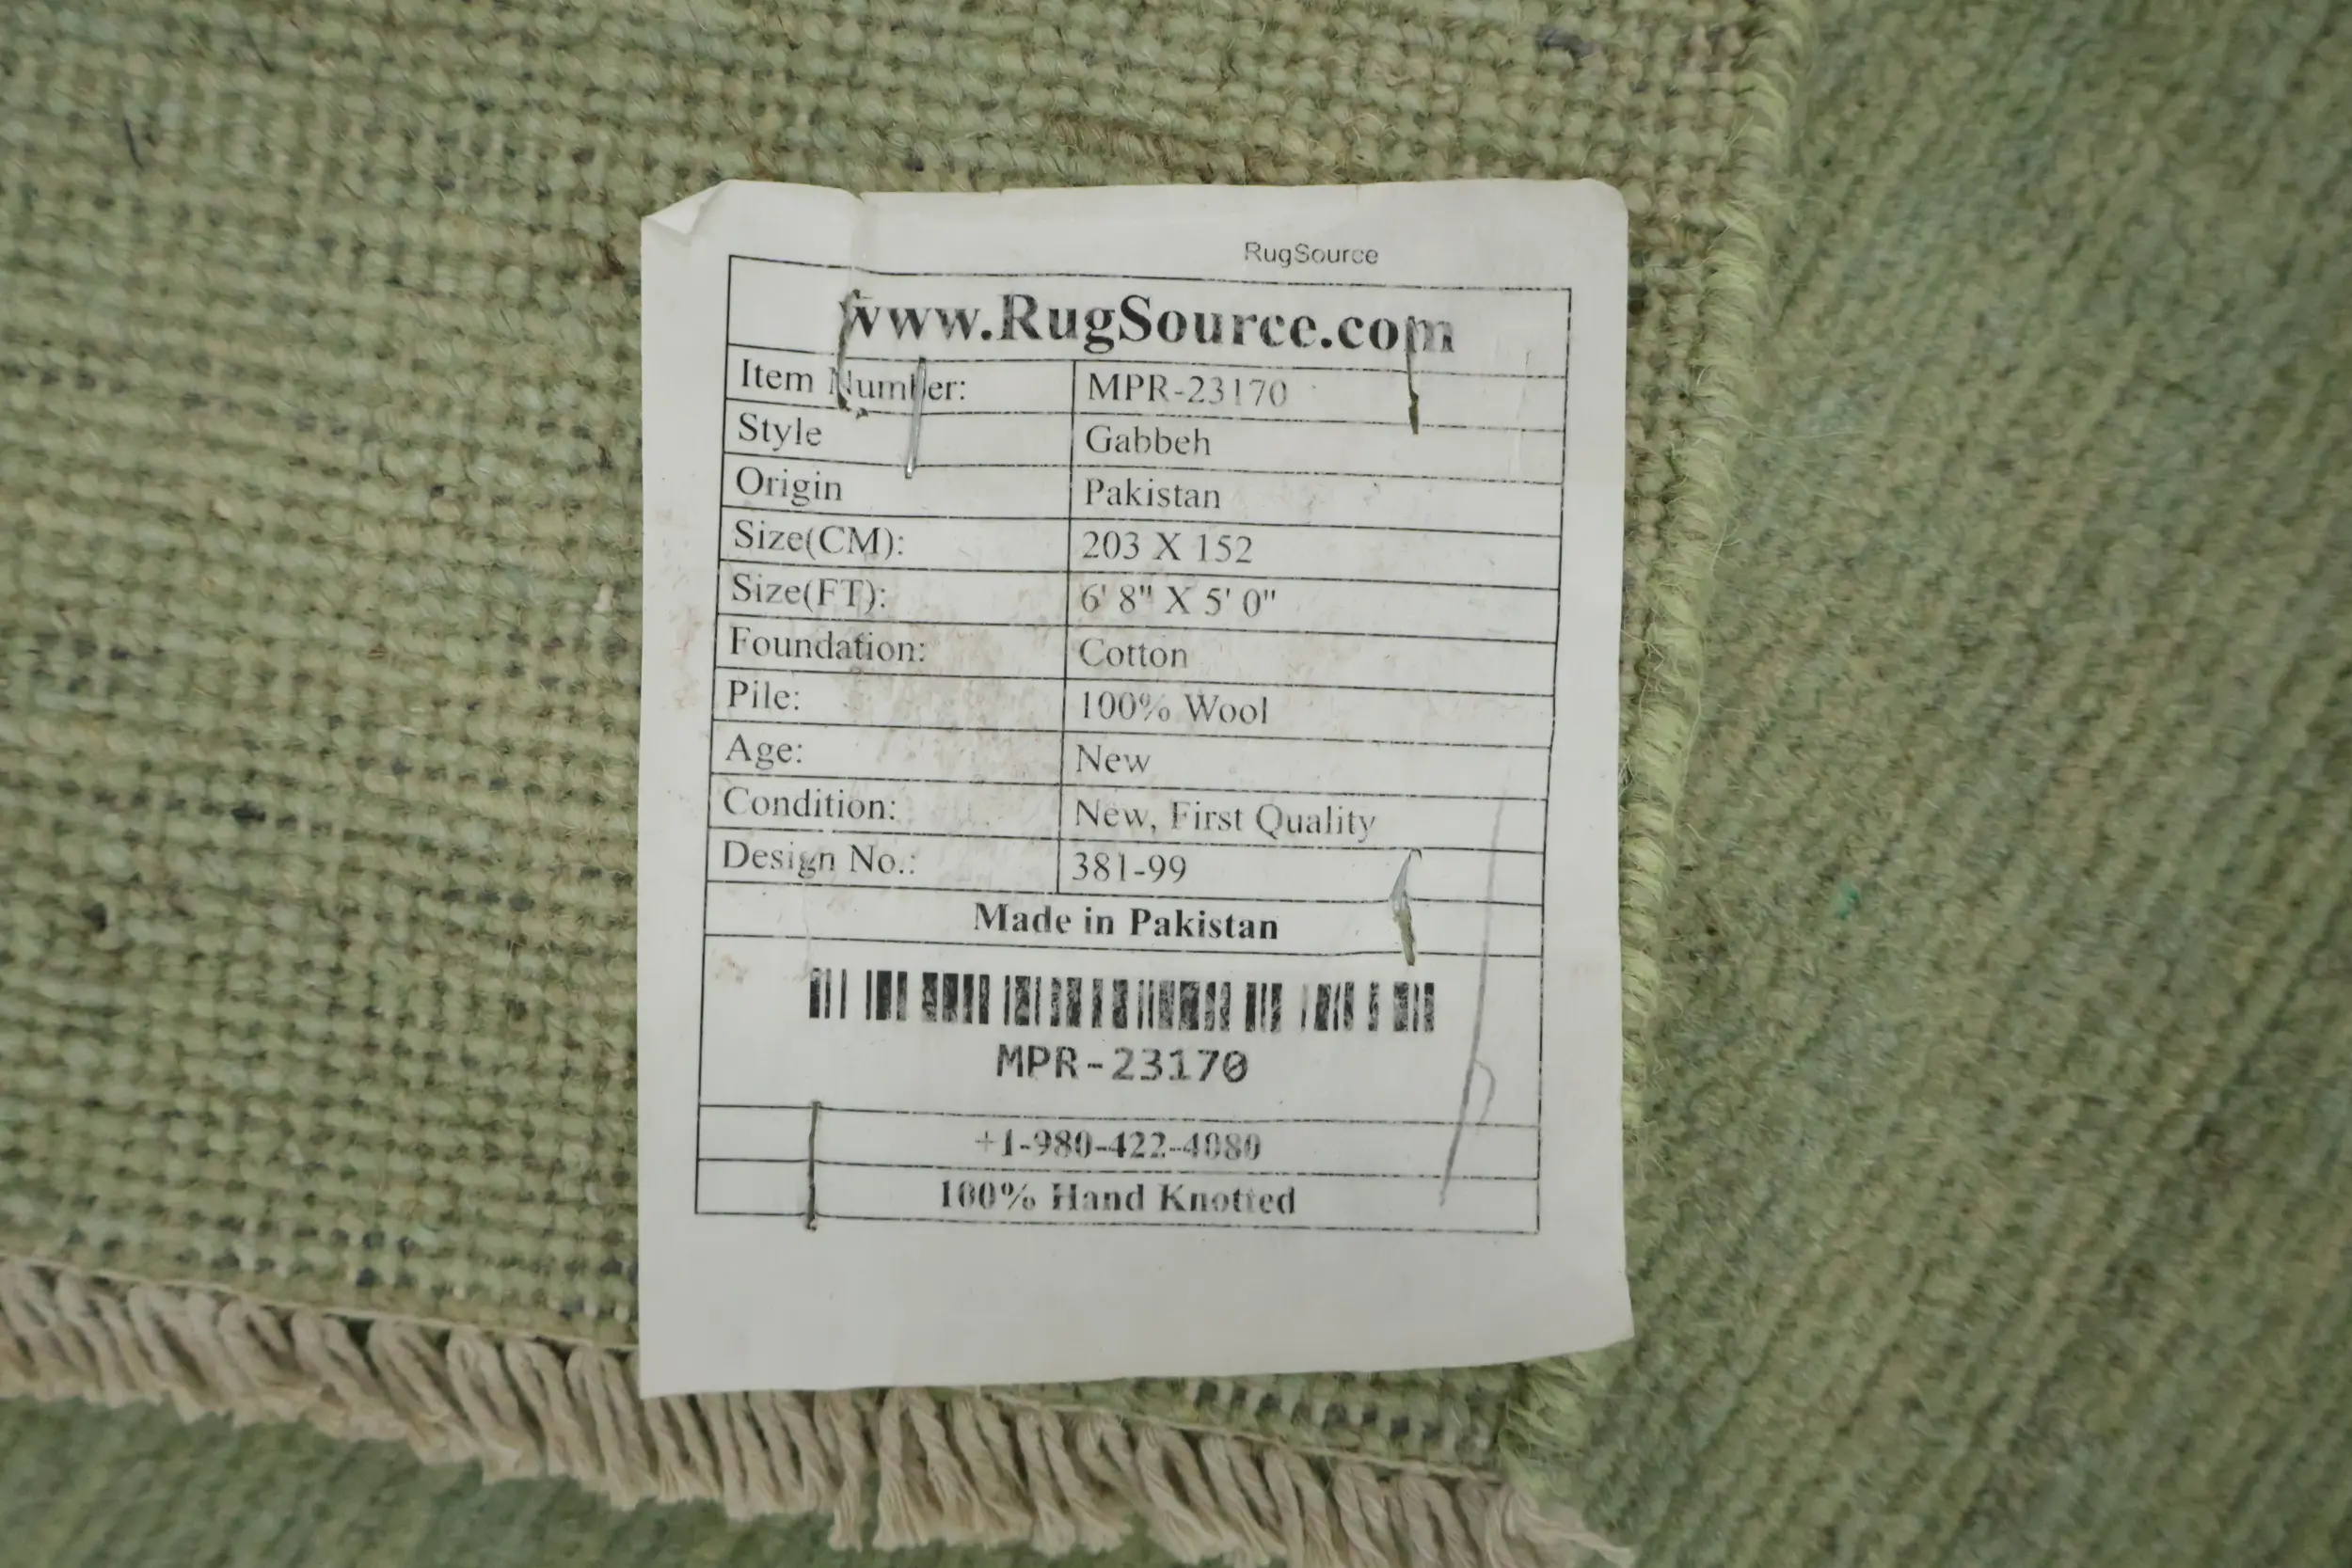 RugSource
www.RugSource.com
Item Number: MPR-23170
Style Gabbeh
Origin Pakistan
Size(CM): 203 X 152
Size(FT): 6' 8" X 5' 0"
Foundation: Cotton
Pile: 100% Wool
Age: New
Condition: New, First Quality
Design No.: 381-99
Made in Pakistan
MPR-23170
+1-980-422-4080
100% Hand Knotted